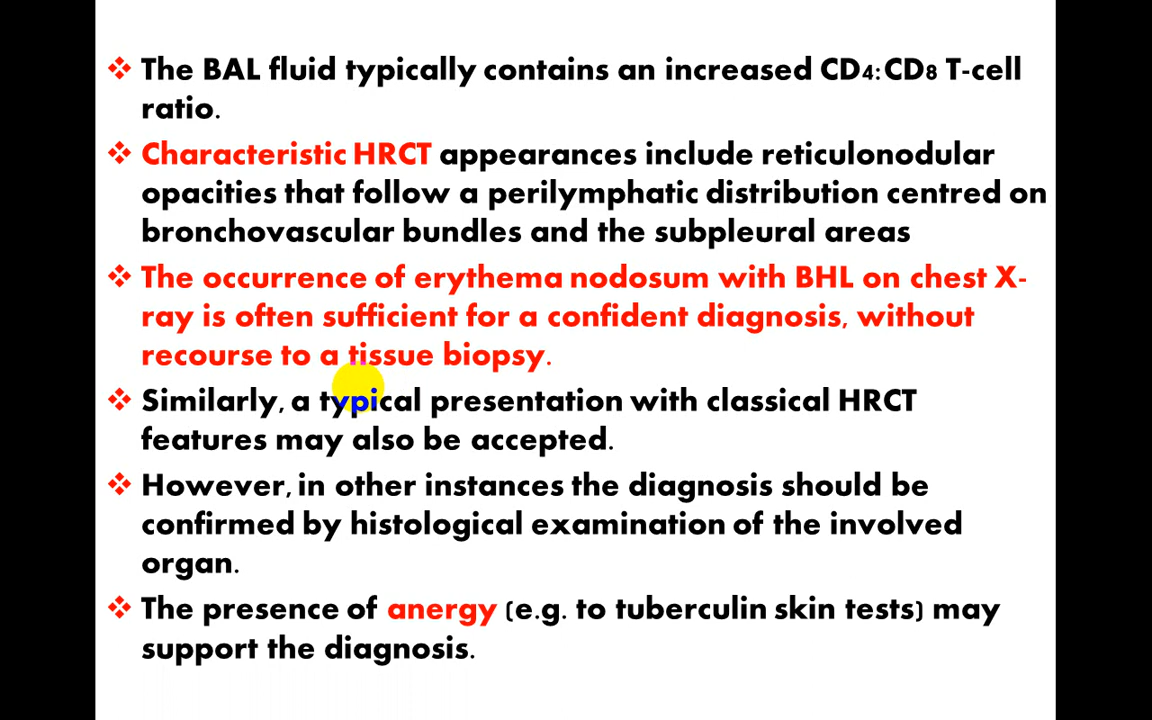 ❖ The BAL fluid typically contains an increased CD4:CD8 T-cell
ratio.
❖ Characteristic HRCT appearances include reticulonodular
opacities that follow a perilymphatic distribution centred on
bronchovascular bundles and the subpleural areas
❖ The occurrence of erythema nodosum with BHL on chest X-
ray is often sufficient for a confident diagnosis, without
recourse to a tissue biopsy.
❖ Similarly, a typical presentation with classical HRCT
features may also be accepted.
❖ However, in other instances the diagnosis should be
confirmed by histological examination of the involved
organ.
❖ The presence of anergy (e.g. to tuberculin skin tests) may
support the diagnosis.